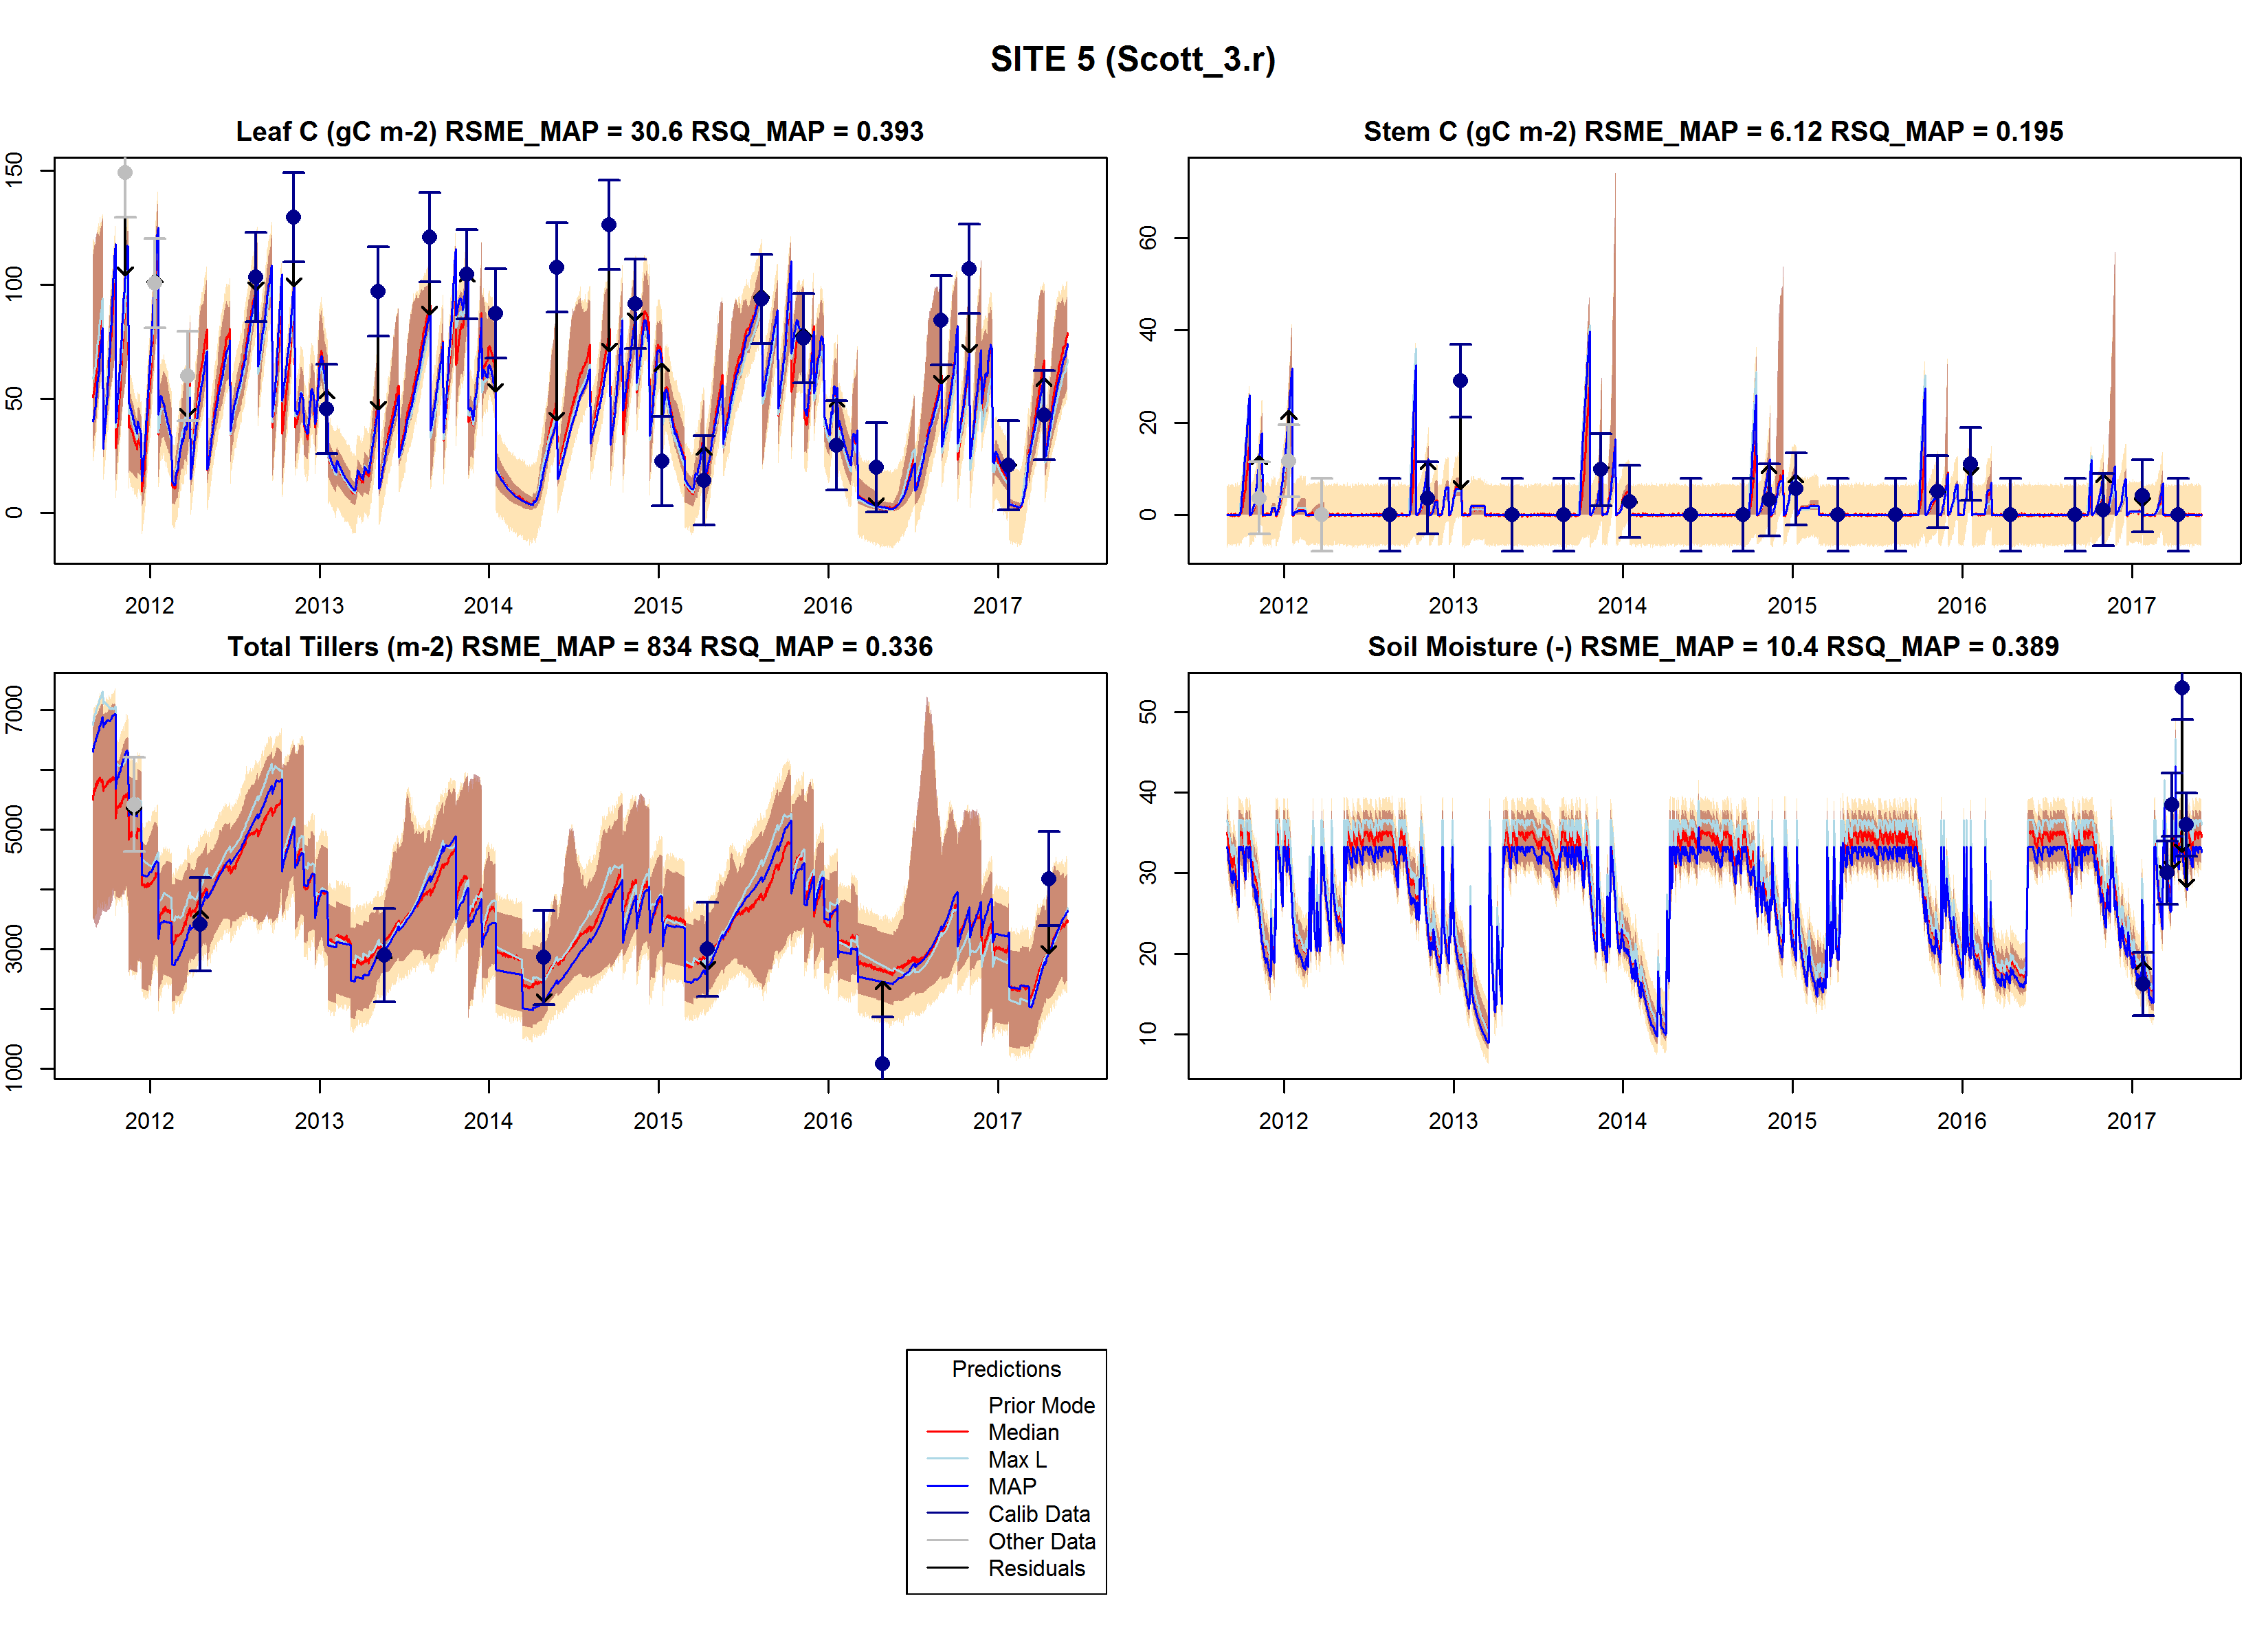 SITE 5 (Scott_3.r)
Leaf C (gC m-2) RSME_MAP = 30.6 RSQ_MAP = 0.393
150
100
50
0
2012 2013 2014 2015 2016 2017
Stem C (gC m-2) RSME_MAP = 6.12 RSQ_MAP = 0.195
60
40
20
0
2012 2013 2014 2015 2016 2017
Total Tillers (m-2) RSME_MAP = 834 RSQ_MAP = 0.336
7000
5000
3000
1000
2012 2013 2014 2015 2016 2017
Soil Moisture (-) RSME_MAP = 10.4 RSQ_MAP = 0.389
50
40
30
20
10
2012 2013 2014 2015 2016 2017
Predictions
Prior Mode
Median
Max L
MAP
Calib Data
Other Data
Residuals